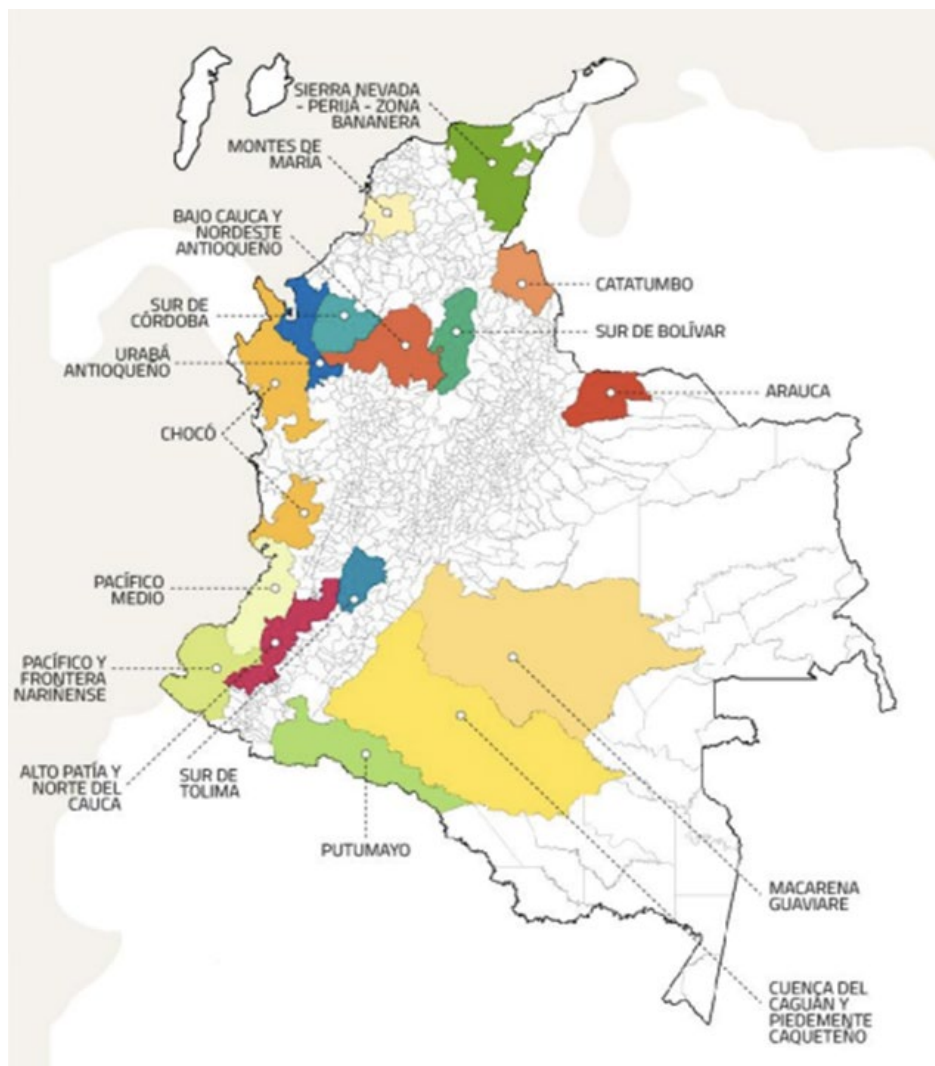 SIERRA NEVADA
- PERIJÁ - ZONA
BANANERA
MONTES DE
MARÍA
BAJO CAUCA Y
NORDESTE
ANTIOQUEÑO
CATATUMBO
SUR DE
CÓRDOBA
SUR DE BOLÍVAR
URABÁ
ANTIOQUEÑO
ARAUCA
CHOCÓ
PACÍFICO
MEDIO
PACÍFICO Y
FRONTERA
NARIÑENSE
ALTO PATÍA Y
NORTE DEL
CAUCA
SUR DE
TOLIMA
PUTUMAYO
MACARENA
GUAVIARE
CUENCA DEL
CAGUÁN Y
PIEDEMENTE
CAQUETEÑO